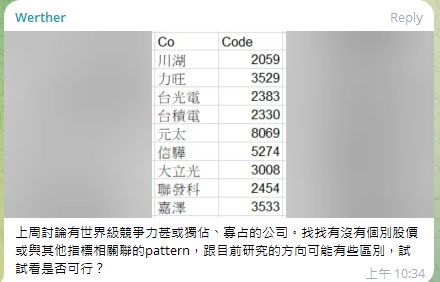 Werther Reply
Co Code
川湖 2059
力旺 3529
台光電 2383
台積電 2330
元太 8069
信驊 5274
大立光 3008
聯發科 2454
嘉澤 3533
上周討論有世界級競爭力甚或獨佔、寡占的公司。找找有沒有個別股價
或與其他指標相關聯的pattern，跟目前研究的方向可能有些區別，試
試看是否可行？
上午 10:34